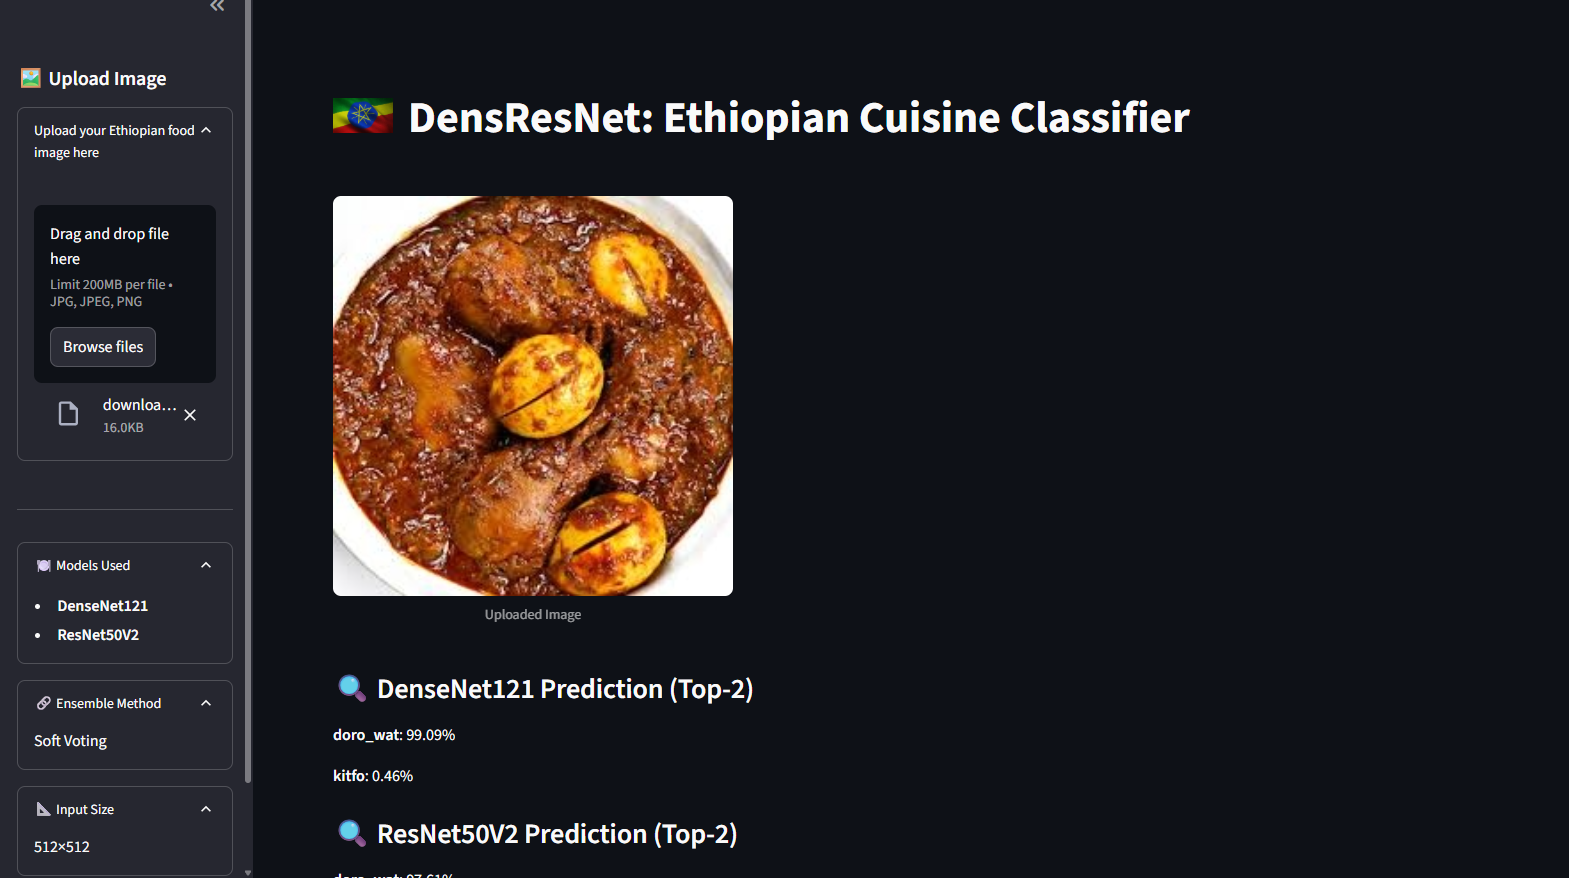 Upload Image
Upload your Ethiopian food
image here
Drag and drop file
here
Limit 200MB per file •
JPG, JPEG, PNG
Browse files
downloa...
16.0KB
Models Used
• DenseNet121
• ResNet50V2
Ensemble Method
Soft Voting
Input Size
512×512
DensResNet: Ethiopian Cuisine Classifier
Uploaded Image
DenseNet121 Prediction (Top-2)
doro_wat: 99.09%
kitfo: 0.46%
ResNet50V2 Prediction (Top-2)
doro_wat: 97.61%